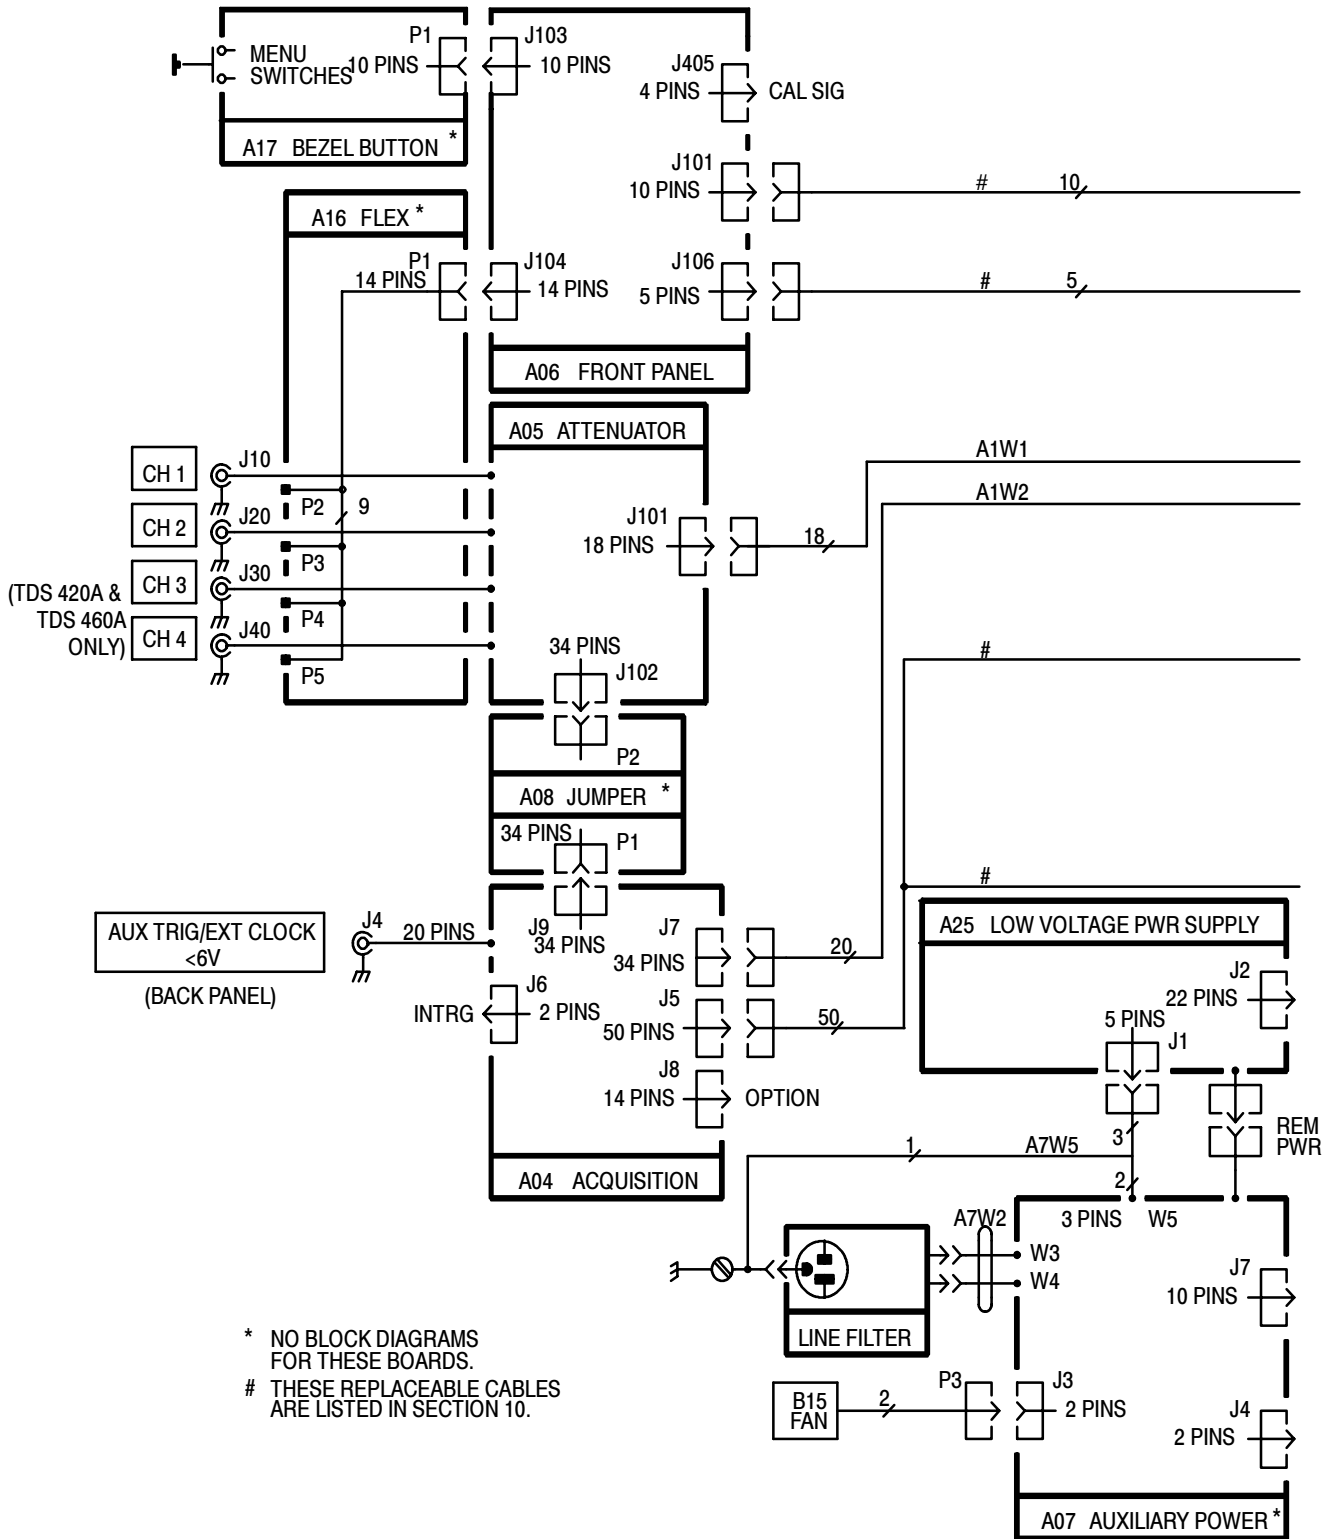 MENU
SWITCHES
P1
10 PINS
J103
10 PINS
J405
4 PINS
CAL SIG
A17 BEZEL BUTTON *
J101
10 PINS
# 10
A16 FLEX *
P1
14 PINS
J104
14 PINS
J106
5 PINS
# 5
A06 FRONT PANEL
A05 ATTENUATOR
CH 1
J10
P2
9
CH 2
J20
P3
CH 3
J30
P4
CH 4
J40
P5
(TDS 420A &
TDS 460A
ONLY)
J101
18 PINS
18
A1W1
A1W2
34 PINS
J102
#
P2
A08 JUMPER *
34 PINS
P1
#
AUX TRIG/EXT CLOCK
<6V
(BACK PANEL)
J4
20 PINS
J9
34 PINS
J7
34 PINS
20
J6
INTRG
2 PINS
J5
50 PINS
50
J8
14 PINS
OPTION
A04 ACQUISITION
A25 LOW VOLTAGE PWR SUPPLY
J2
22 PINS
5 PINS
J1
3
REM
PWR
1
A7W5
2
3 PINS W5
A7W2
W3
W4
J7
10 PINS
LINE FILTER
B15
FAN
2
P3
J3
2 PINS
J4
2 PINS
A07 AUXILIARY POWER *
* NO BLOCK DIAGRAMS
FOR THESE BOARDS.
# THESE REPLACEABLE CABLES
ARE LISTED IN SECTION 10.